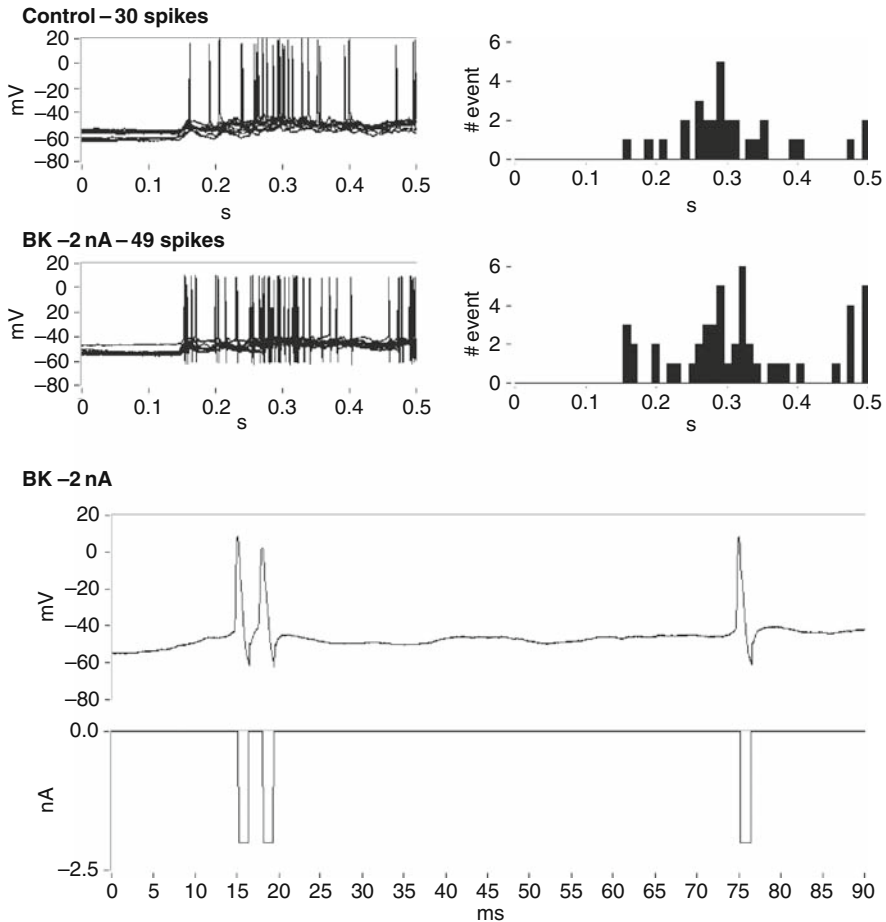 Control – 30 spikes
20
0
–20
–40
–60
–80
mV
0 0.1 0.2 0.3 0.4 0.5
s
6
4
2
0
# event
0 0.1 0.2 0.3 0.4 0.5
s
BK –2 nA – 49 spikes
20
0
–20
–40
–60
–80
mV
0 0.1 0.2 0.3 0.4 0.5
s
6
4
2
0
# event
0 0.1 0.2 0.3 0.4 0.5
s
BK –2 nA
20
0
–20
–40
–60
–80
mV
0.0
–2.5
nA
0 5 10 15 20 25 30 35 40 45 50 55 60 65 70 75 80 85 90
ms